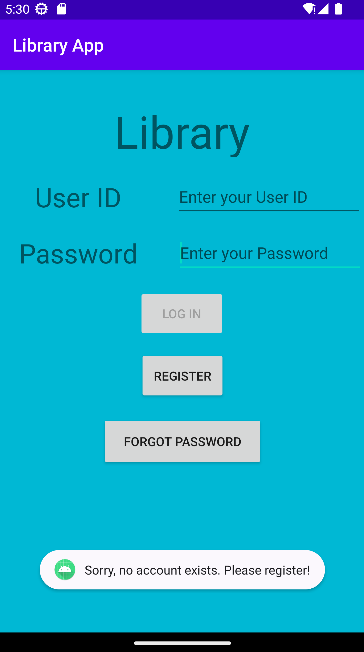 5:30
Library App
Library
User ID
Enter your User ID
Password
Enter your Password
LOG IN
REGISTER
FORGOT PASSWORD
Sorry, no account exists. Please register!